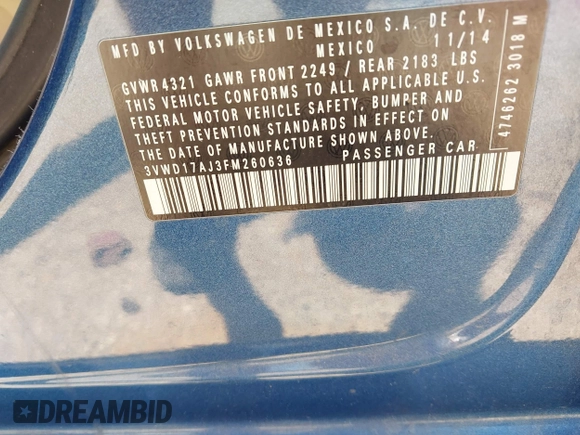 MFD BY VOLKSWAGEN DE MEXICO S.A. DE C.V.
MEXICO 11/14
GVWR 4321 GAWR FRONT 2249 / REAR 2183 LBS
THIS VEHICLE CONFORMS TO ALL APPLICABLE U.S.
FEDERAL MOTOR VEHICLE SAFETY, BUMPER AND
THEFT PREVENTION STANDARDS IN EFFECT ON
THE DATE OF MANUFACTURE SHOWN ABOVE.
3VWD17AJ3FM260636 PASSENGER CAR
4746262 3018 M
DREAMBID